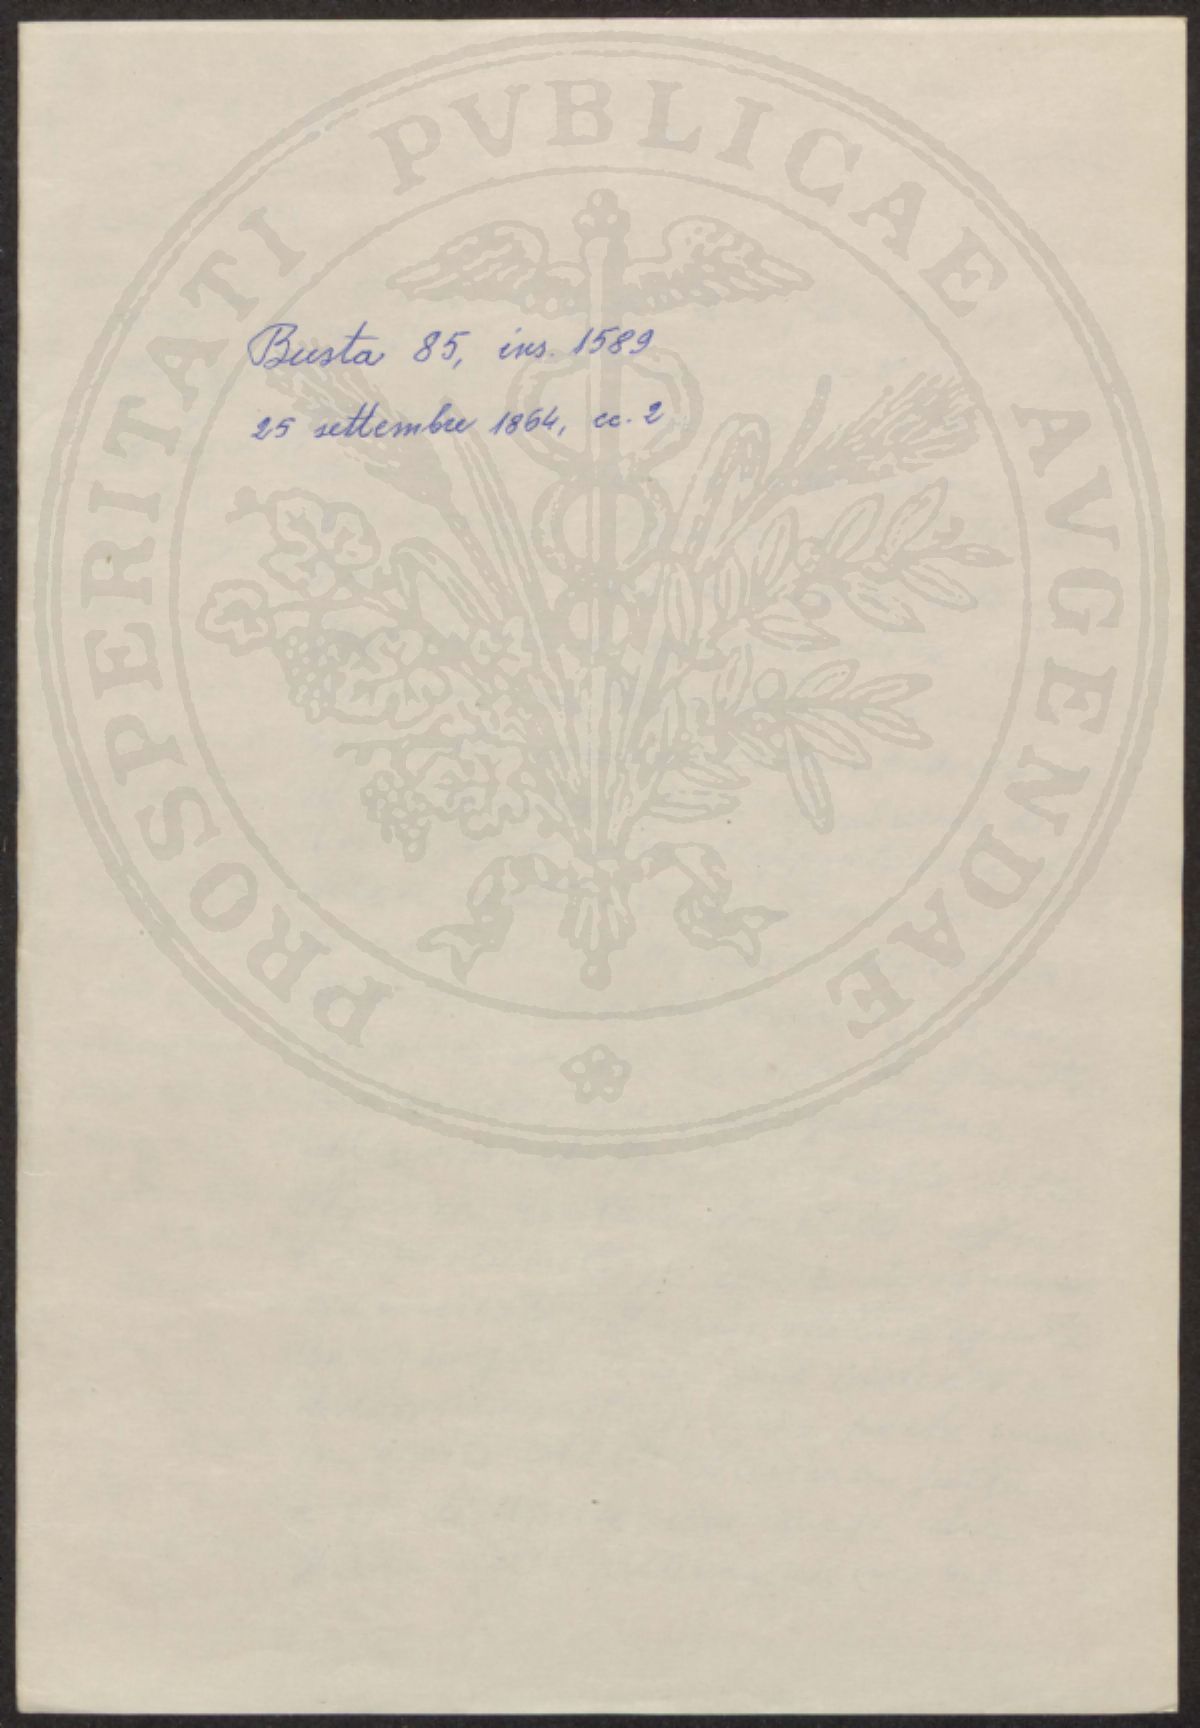 PROSPERITATI PVBLICAE AVGENDAE
Busta 85, ins. 1589
25 settembre 1864, cc. 2